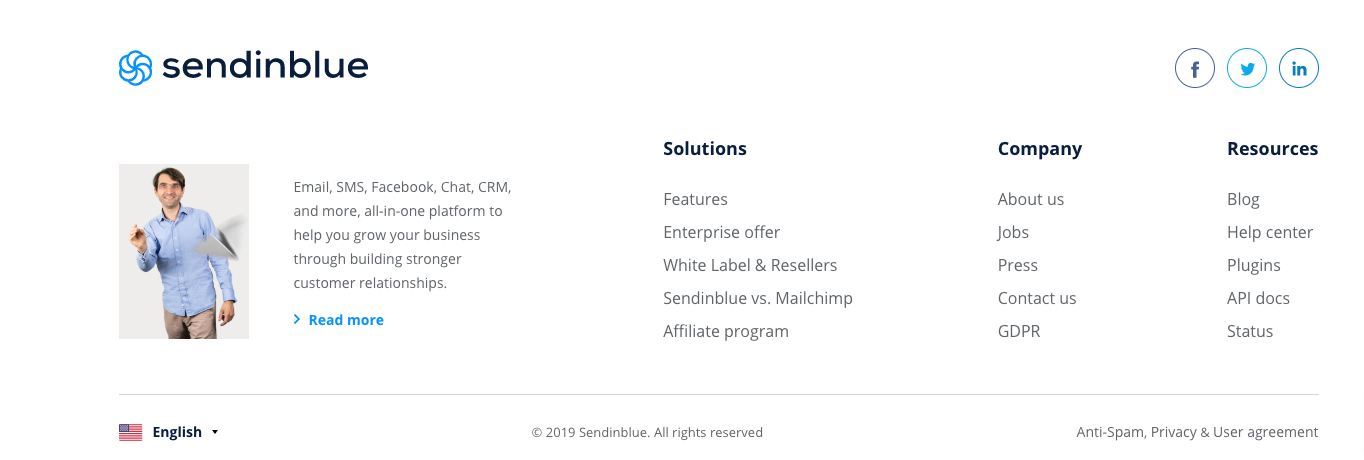 sendinblue
Email, SMS, Facebook, Chat, CRM,
and more, all-in-one platform to
help you grow your business
through building stronger
customer relationships.
Read more
Solutions
Features
Enterprise offer
White Label & Resellers
Sendinblue vs. Mailchimp
Affiliate program
Company
About us
Jobs
Press
Contact us
GDPR
Resources
Blog
Help center
Plugins
API docs
Status
English
© 2019 Sendinblue. All rights reserved
Anti-Spam, Privacy & User agreement